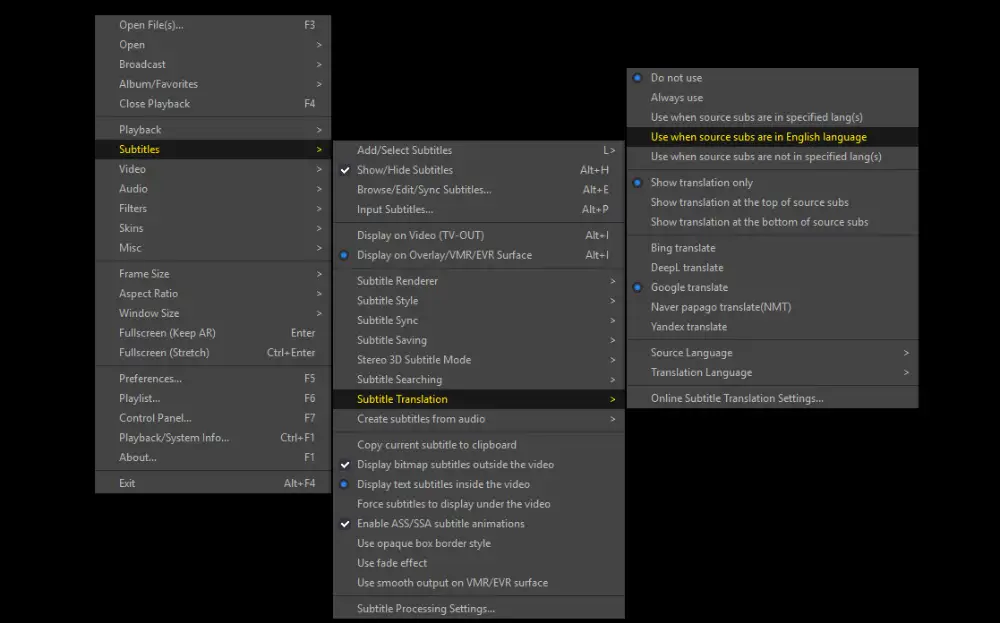 Open File(s)... F3
Open >
Broadcast >
Album/Favorites >
Close Playback F4
Playback >
Subtitles >
Video >
Audio >
Filters >
Skins >
Misc >
Frame Size >
Aspect Ratio >
Window Size >
Fullscreen (Keep AR) Enter
Fullscreen (Stretch) Ctrl+Enter
Preferences... F5
Playlist... F6
Control Panel... F7
Playback/System Info... Ctrl+F1
About... F1
Exit Alt+F4
Add/Select Subtitles L>
Show/Hide Subtitles Alt+H
Browse/Edit/Sync Subtitles... Alt+E
Input Subtitles... Alt+P
Display on Video (TV-OUT) Alt+I
Display on Overlay/VMR/EVR Surface Alt+I
Subtitle Renderer >
Subtitle Style >
Subtitle Sync >
Subtitle Saving >
Stereo 3D Subtitle Mode >
Subtitle Searching >
Subtitle Translation >
Create subtitles from audio >
Copy current subtitle to clipboard
Display bitmap subtitles outside the video
Display text subtitles inside the video
Force subtitles to display under the video
Enable ASS/SSA subtitle animations
Use opaque box border style
Use fade effect
Use smooth output on VMR/EVR surface
Subtitle Processing Settings...
Do not use
Always use
Use when source subs are in specified lang(s)
Use when source subs are in English language
Use when source subs are not in specified lang(s)
Show translation only
Show translation at the top of source subs
Show translation at the bottom of source subs
Bing translate
DeepL translate
Google translate
Naver papago translate(NMT)
Yandex translate
Source Language >
Translation Language >
Online Subtitle Translation Settings...